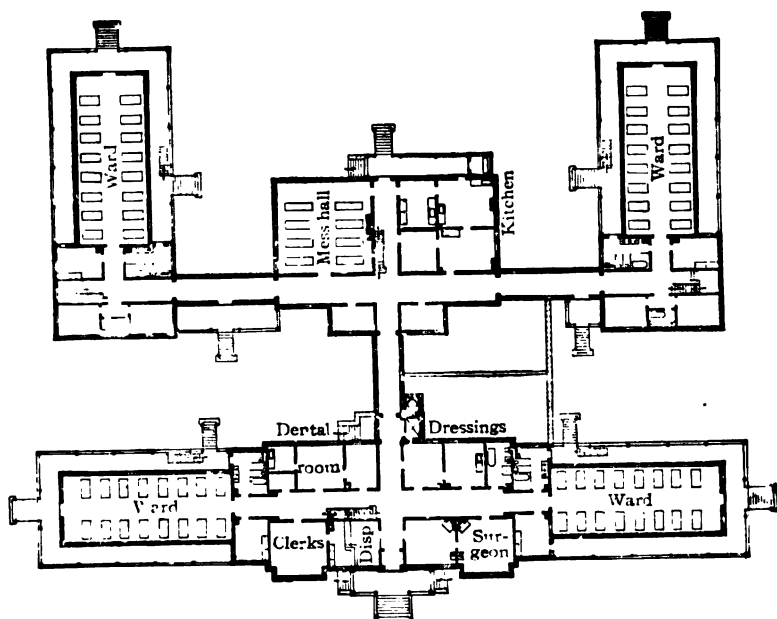 Ward
Ward
Mess hall
Kitchen
Dental
room
Dressings
Ward
Ward
Clerks
Disp
Sur-
geon